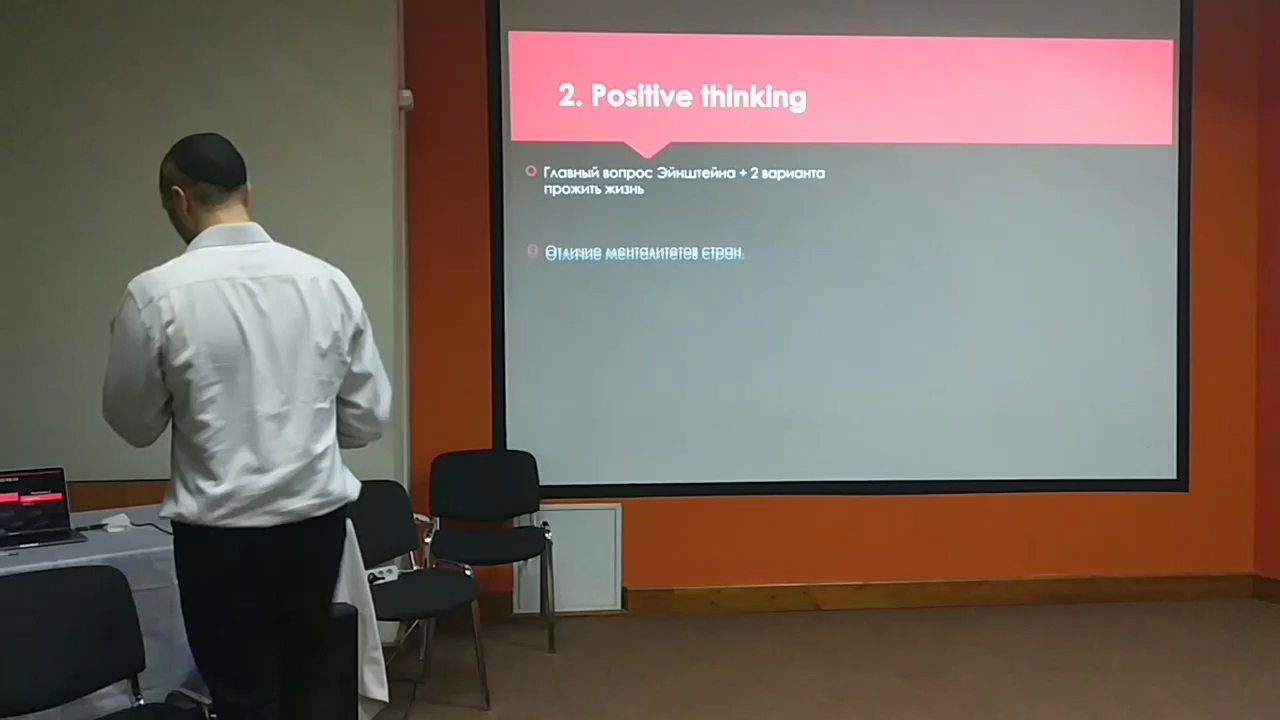 2. Positive thinking
Главный вопрос Эйнштейна + 2 варианта
прожить жизнь
Отличие менталитетов стран.